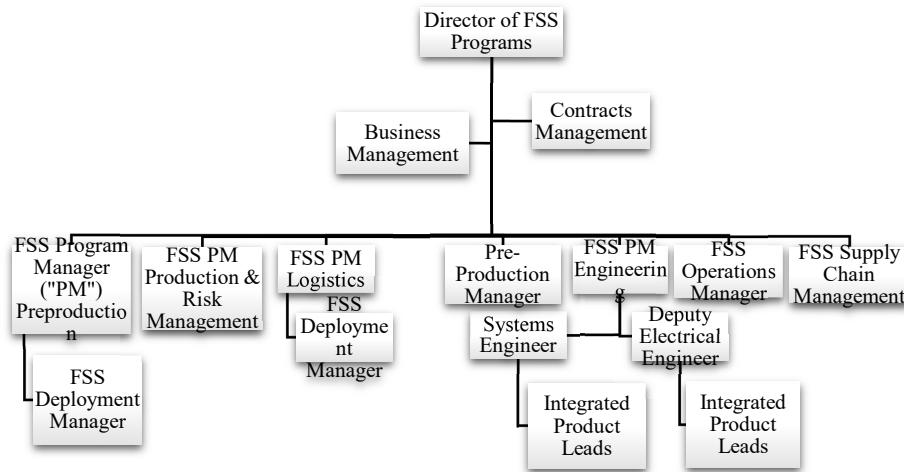 Director of FSS
Programs
Contracts
Management
Business
Management
FSS Program
Manager
("PM")
Preproductio
n
FSS PM
Production &
Risk
Management
FSS PM
Logistics
Pre-
Production
Manager
FSS PM
Engineerin
g
FSS
Operations
Manager
FSS Supply
Chain
Management
FSS
Deployment
Manager
FSS
Deployme
nt
Manager
Systems
Engineer
Deputy
Electrical
Engineer
Integrated
Product
Leads
Integrated
Product
Leads